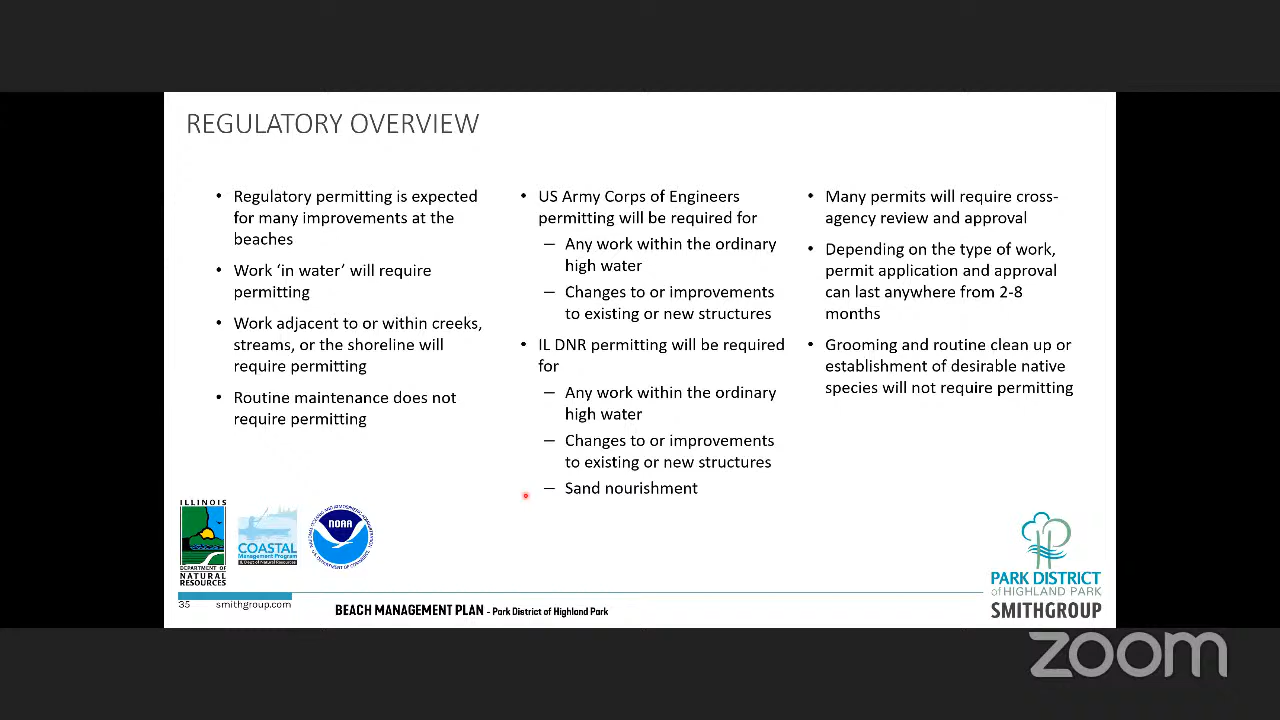 REGULATORY OVERVIEW
• Regulatory permitting is expected
for many improvements at the
beaches
• Work ‘in water’ will require
permitting
• Work adjacent to or within creeks,
streams, or the shoreline will
require permitting
• Routine maintenance does not
require permitting
• US Army Corps of Engineers
permitting will be required for
– Any work within the ordinary
high water
– Changes to or improvements
to existing or new structures
• IL DNR permitting will be required
for
– Any work within the ordinary
high water
– Changes to or improvements
to existing or new structures
– Sand nourishment
• Many permits will require cross-
agency review and approval
• Depending on the type of work,
permit application and approval
can last anywhere from 2-8
months
• Grooming and routine clean up or
establishment of desirable native
species will not require permitting
ILLINOIS
DEPARTMENT OF
NATURAL
RESOURCES
COASTAL
Management Program
NOAA
PARK DISTRICT
of HIGHLAND PARK
SMITHGROUP
35 smithgroup.com
BEACH MANAGEMENT PLAN - Park District of Highland Park
zoom